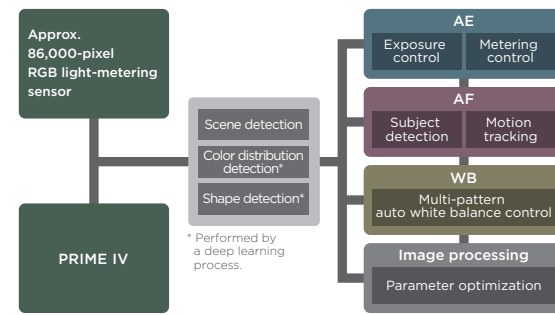 Approx.
86,000-pixel
RGB light-metering
sensor
PRIME IV
Scene detection
Color distribution
detection*
Shape detection*
* Performed by
a deep learning
process.
AE
Exposure
control
Metering
control
AF
Subject
detection
Motion
tracking
WB
Multi-pattern
auto white balance control
Image processing
Parameter optimization